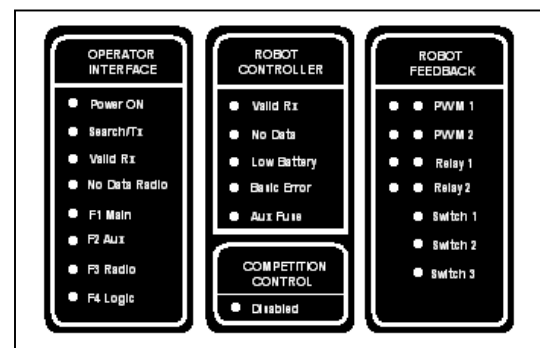 OPERATOR
INTERFACE
Power ON
Search/Tx
Valid Rx
No Data Radio
F1 Main
F2 Aux
F3 Radio
F4 Logic
ROBOT
CONTROLLER
Valid Rx
No Data
Low Battery
Basic Error
Aux Fuse
COMPETITION
CONTROL
Disabled
ROBOT
FEEDBACK
PWM 1
PWM 2
Relay 1
Relay 2
Switch 1
Switch 2
Switch 3